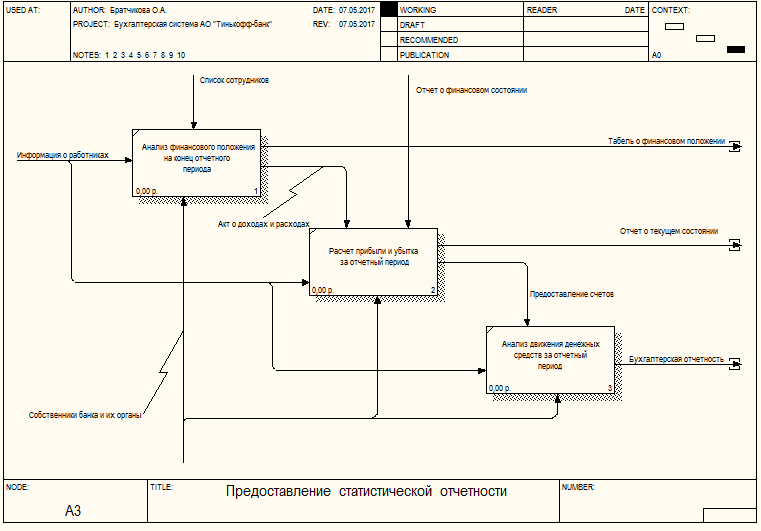 USED AT:
AUTHOR: Братчикова О.А.
DATE: 07.05.2017
WORKING
READER
DATE
CONTEXT:
PROJECT: Бухгалтерская система АО "Тинькофф-банк"
REV: 07.05.2017
DRAFT
RECOMMENDED
NOTES: 1 2 3 4 5 6 7 8 9 10
PUBLICATION
A0
Список сотрудников
Отчет о финансовом состоянии
Информация о работниках
Анализ финансового положения
на конец отчетного
периода
0,00 р.
1
Табель о финансовом положении
Акт о доходах и расходах
Расчет прибыли и убытка
за отчетный период
0,00 р.
2
Отчет о текущем состоянии
Предоставление счетов
Анализ движения денежных
средств за отчетный
период
0,00 р.
3
Бухгалтерская отчетность
Собственники банка и их органы
NODE:
A3
TITLE:
Предоставление статистической отчетности
NUMBER: